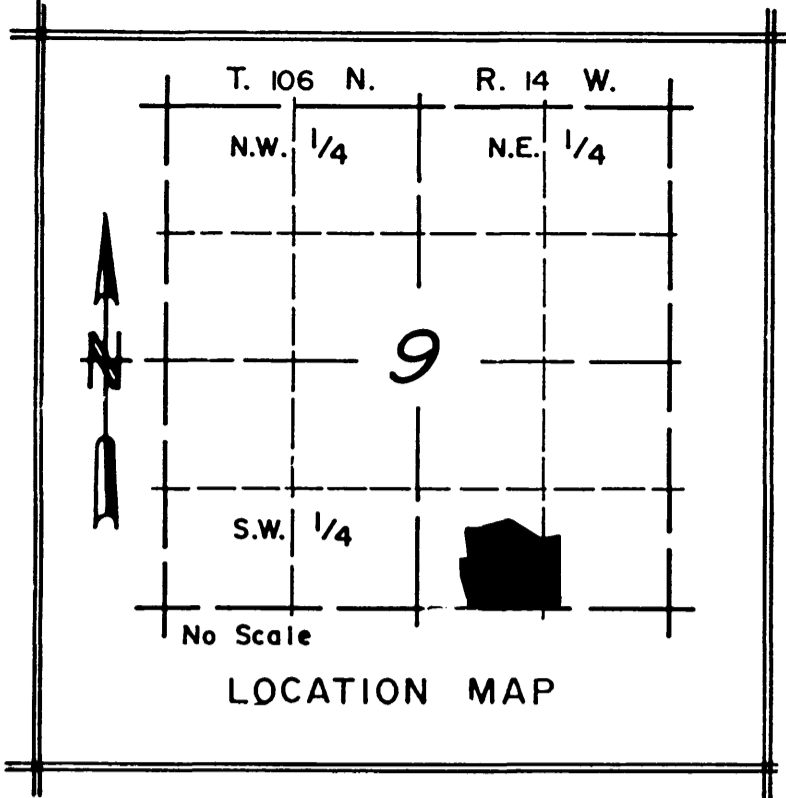 T. 106 N. R. 14 W.
N.W. 1/4 N.E. 1/4
N
9
S.W. 1/4
No Scale
LOCATION MAP